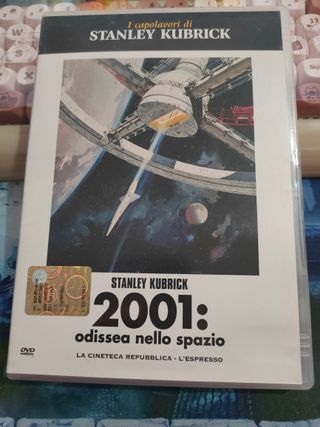 I capolavori di
STANLEY KUBRICK
STANLEY KUBRICK
2001:
odissea nello spazio
LA CINETECA REPUBBLICA - L'ESPRESSO
DVD